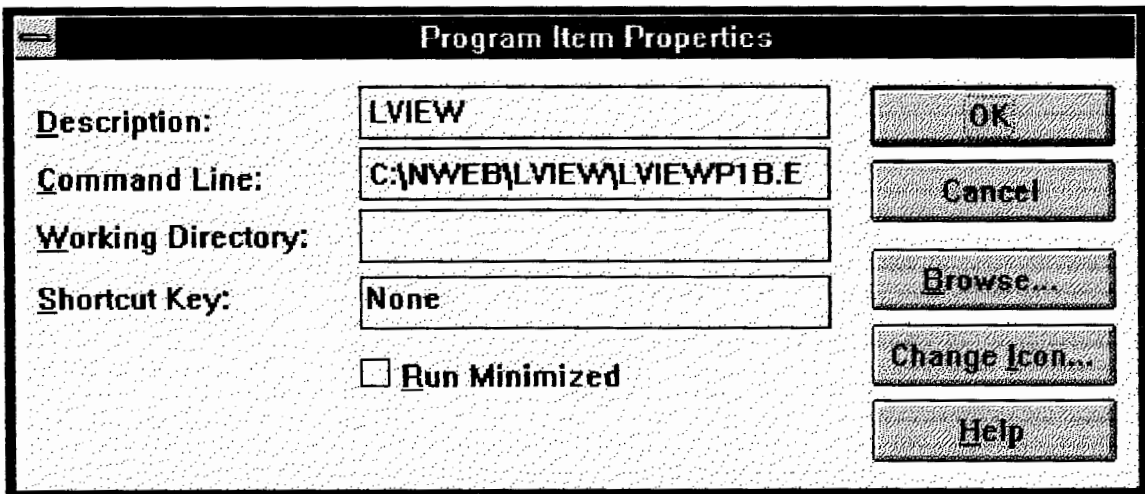 Program Item Properties
Description: LVIEW
Command Line: C:\NWEB\LVIEW\LVIEWP1B.E
Working Directory:
Shortcut Key: None
Run Minimized
OK
Cancel
Browse...
Change Icon...
Help